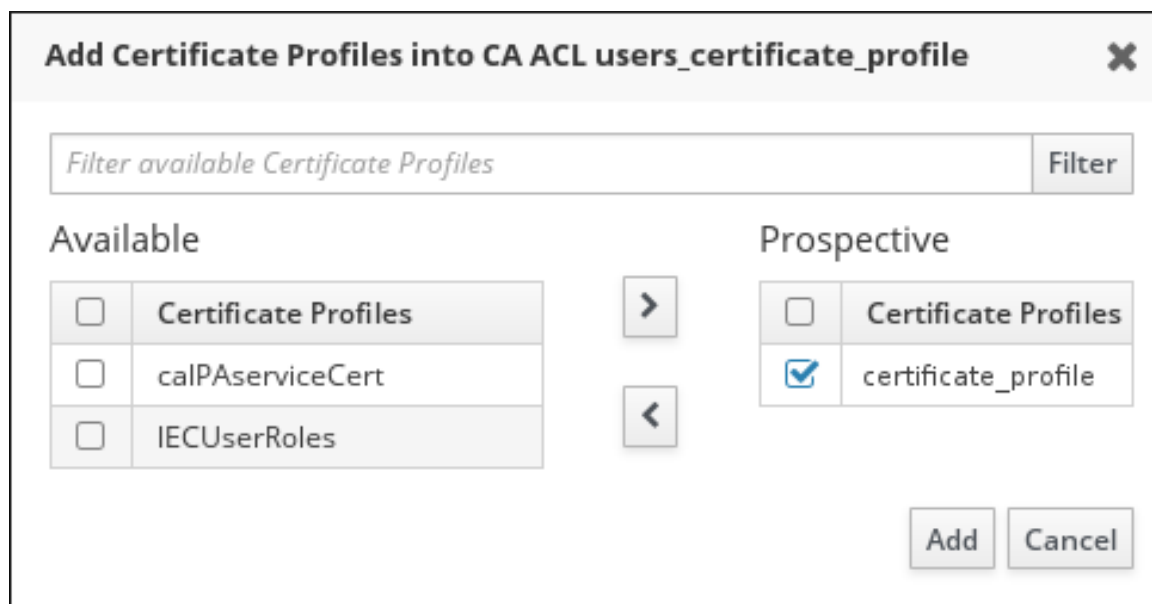 Add Certificate Profiles into CA ACL users_certificate_profile
Filter available Certificate Profiles
Filter
Available
Prospective
Certificate Profiles
Certificate Profiles
caIPAserviceCert
certificate_profile
IECUserRoles
Add
Cancel